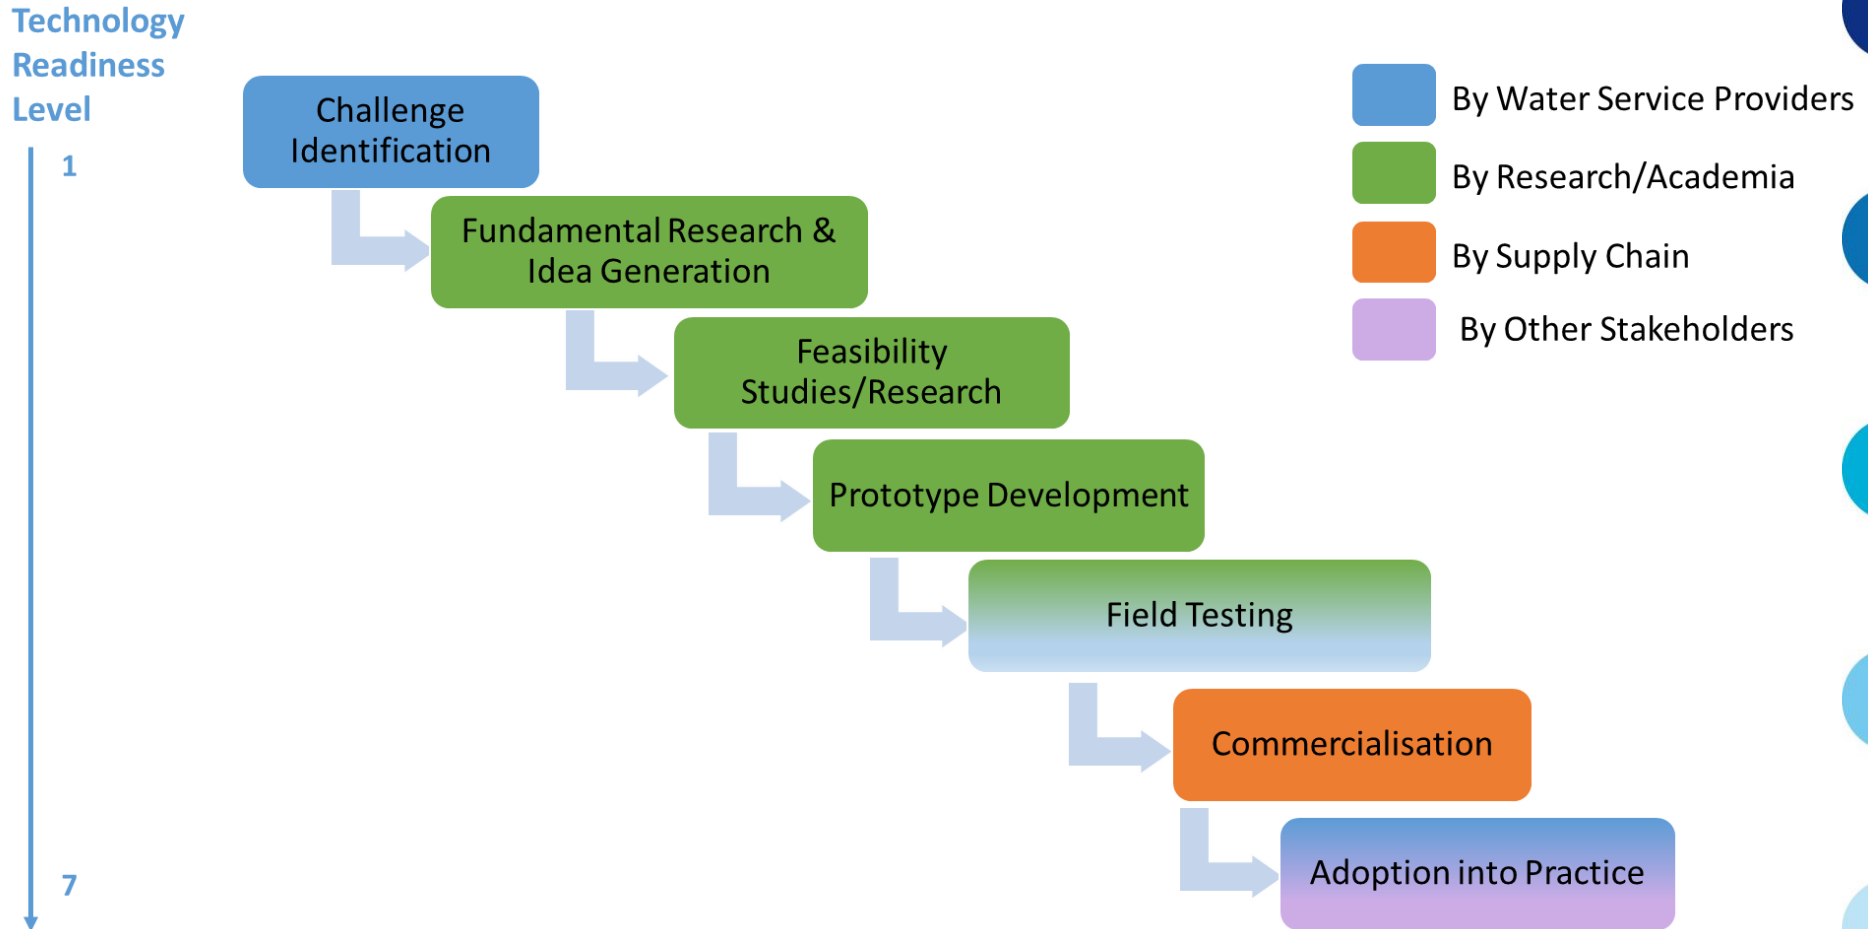 Technology
Readiness
Level
1
7
Challenge
Identification
Fundamental Research &
Idea Generation
Feasibility
Studies/Research
Prototype Development
Field Testing
Commercialisation
Adoption into Practice
By Water Service Providers
By Research/Academia
By Supply Chain
By Other Stakeholders